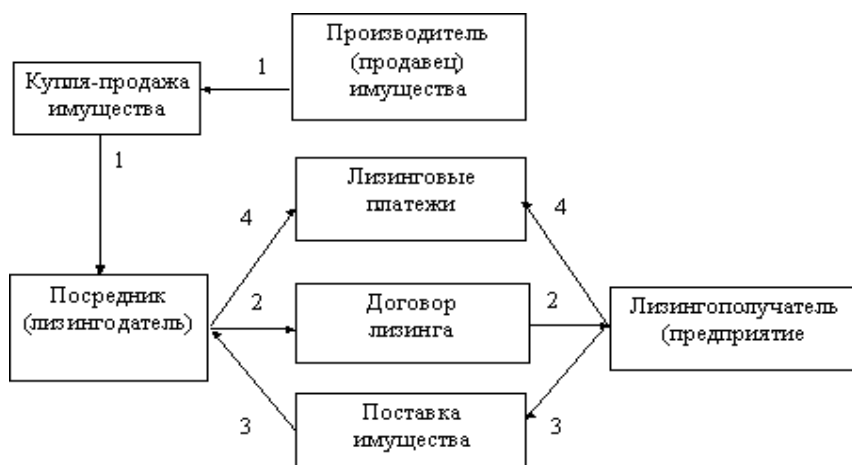 Производитель
(продавец)
имущества
1
Купля-продажа
имущества
1
Лизинговые
платежи
4
4
Посредник
(лизингодатель)
2
Договор
лизинга
2
Лизингополучатель
(предприятие
3
Поставка
имущества
3